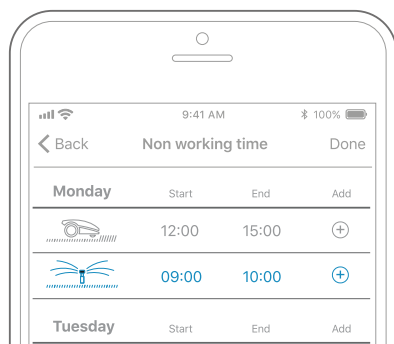 9:41 AM 100%
Back Non working time Done
Monday Start End Add
12:00 15:00
09:00 10:00
Tuesday Start End Add